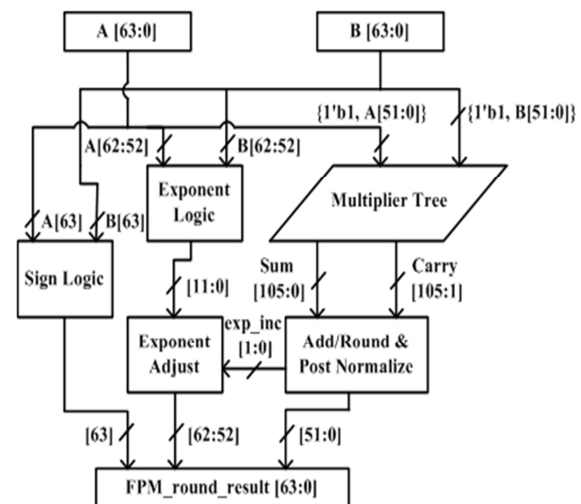 A [63:0]
B [63:0]
{1'b1, A[51:0]}
{1'b1, B[51:0]}
A[62:52]
B[62:52]
Exponent
Logic
Multiplier Tree
A[63]
B[63]
Sign Logic
[11:0]
Sum
[105:0]
Carry
[105:1]
exp_inc
[1:0]
Exponent
Adjust
Add/Round &
Post Normalize
[63]
[62:52]
[51:0]
FPM_round_result [63:0]